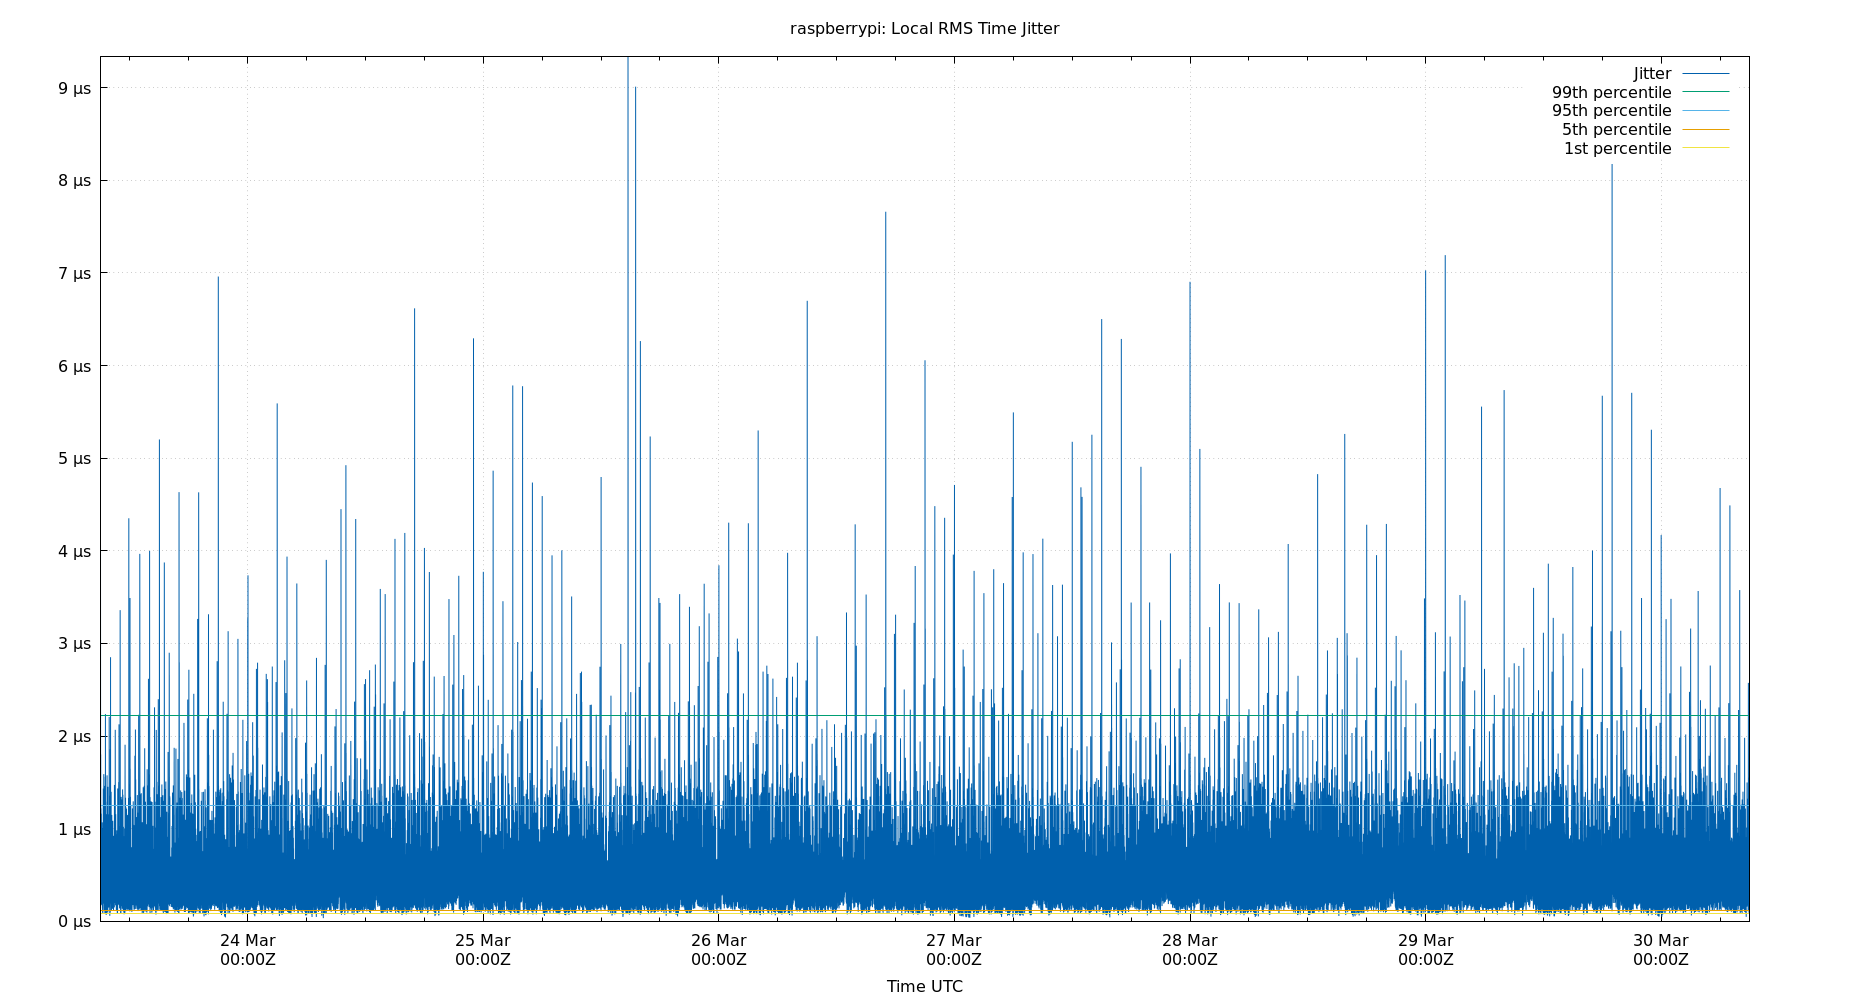 raspberrypi: Local RMS Time Jitter
Jitter
99th percentile
95th percentile
5th percentile
1st percentile
9 µs
8 µs
7 µs
6 µs
5 µs
4 µs
3 µs
2 µs
1 µs
0 µs
24 Mar 25 Mar 26 Mar 27 Mar 28 Mar 29 Mar 30 Mar
00:00Z 00:00Z 00:00Z 00:00Z 00:00Z 00:00Z 00:00Z
Time UTC